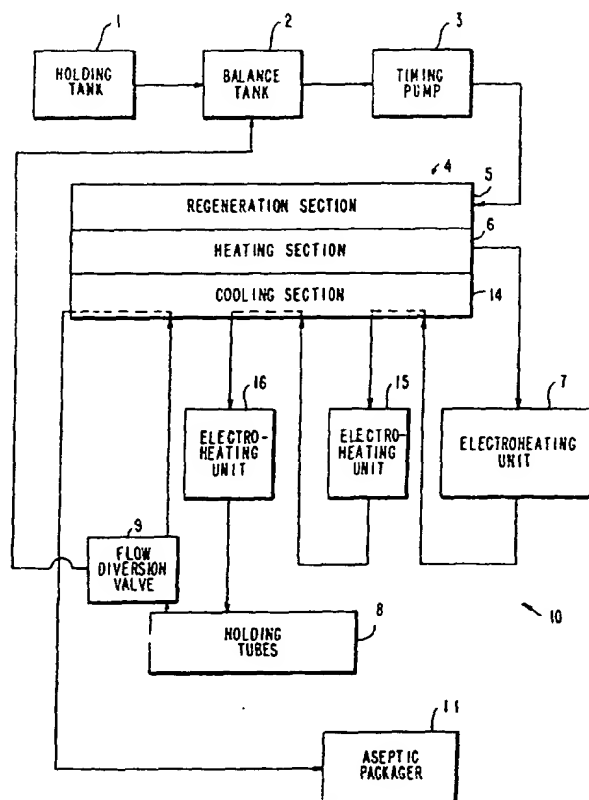 1
2
3
HOLDING
TANK
BALANCE
TANK
TIMING
PUMP
4
5
REGENERATION SECTION
6
HEATING SECTION
COOLING SECTION
14
16
15
7
ELECTRO-
HEATING
UNIT
ELECTRO-
HEATING
UNIT
ELECTROHEATING
UNIT
9
FLOW
DIVERSION
VALVE
8
HOLDING
TUBES
10
11
ASEPTIC
PACKAGER